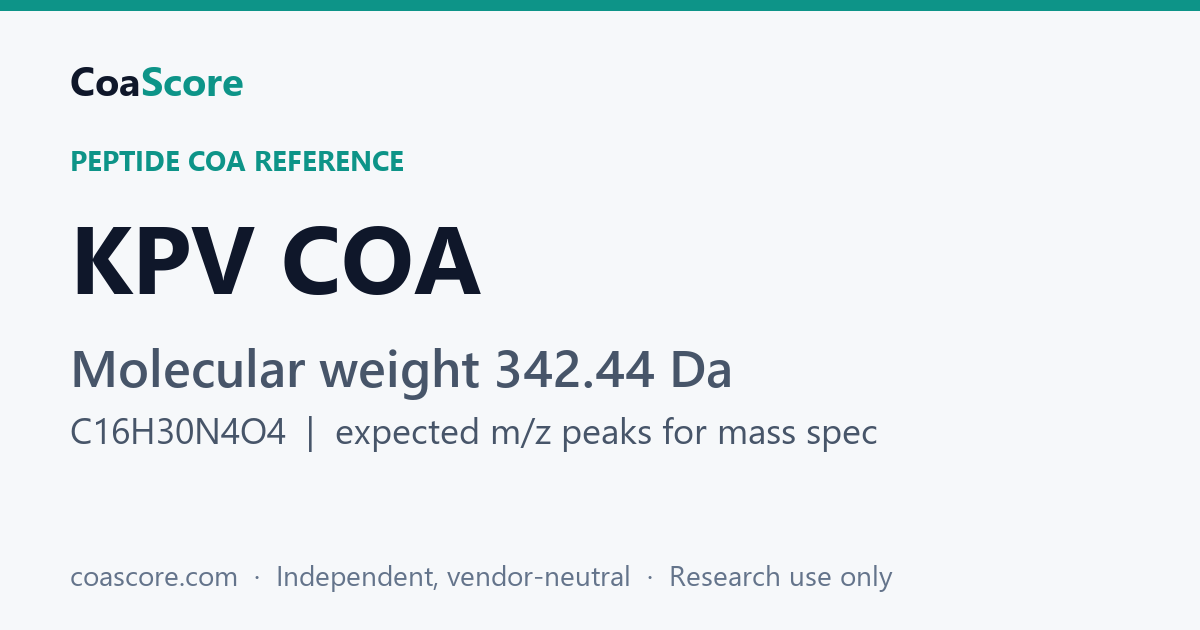 CoaScore
PEPTIDE COA REFERENCE
KPV COA
Molecular weight 342.44 Da
C16H30N4O4 | expected m/z peaks for mass spec
coascore.com · Independent, vendor-neutral · Research use only